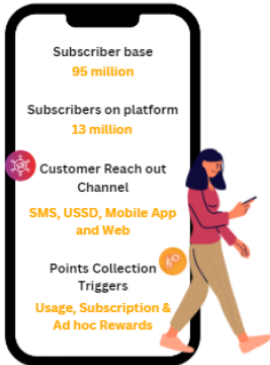 Subscriber base
95 million
Subscribers on platform
13 million
Customer Reach out
Channel
SMS, USSD, Mobile App
and Web
Points Collection
Triggers
Usage, Subscription &
Ad hoc Rewards